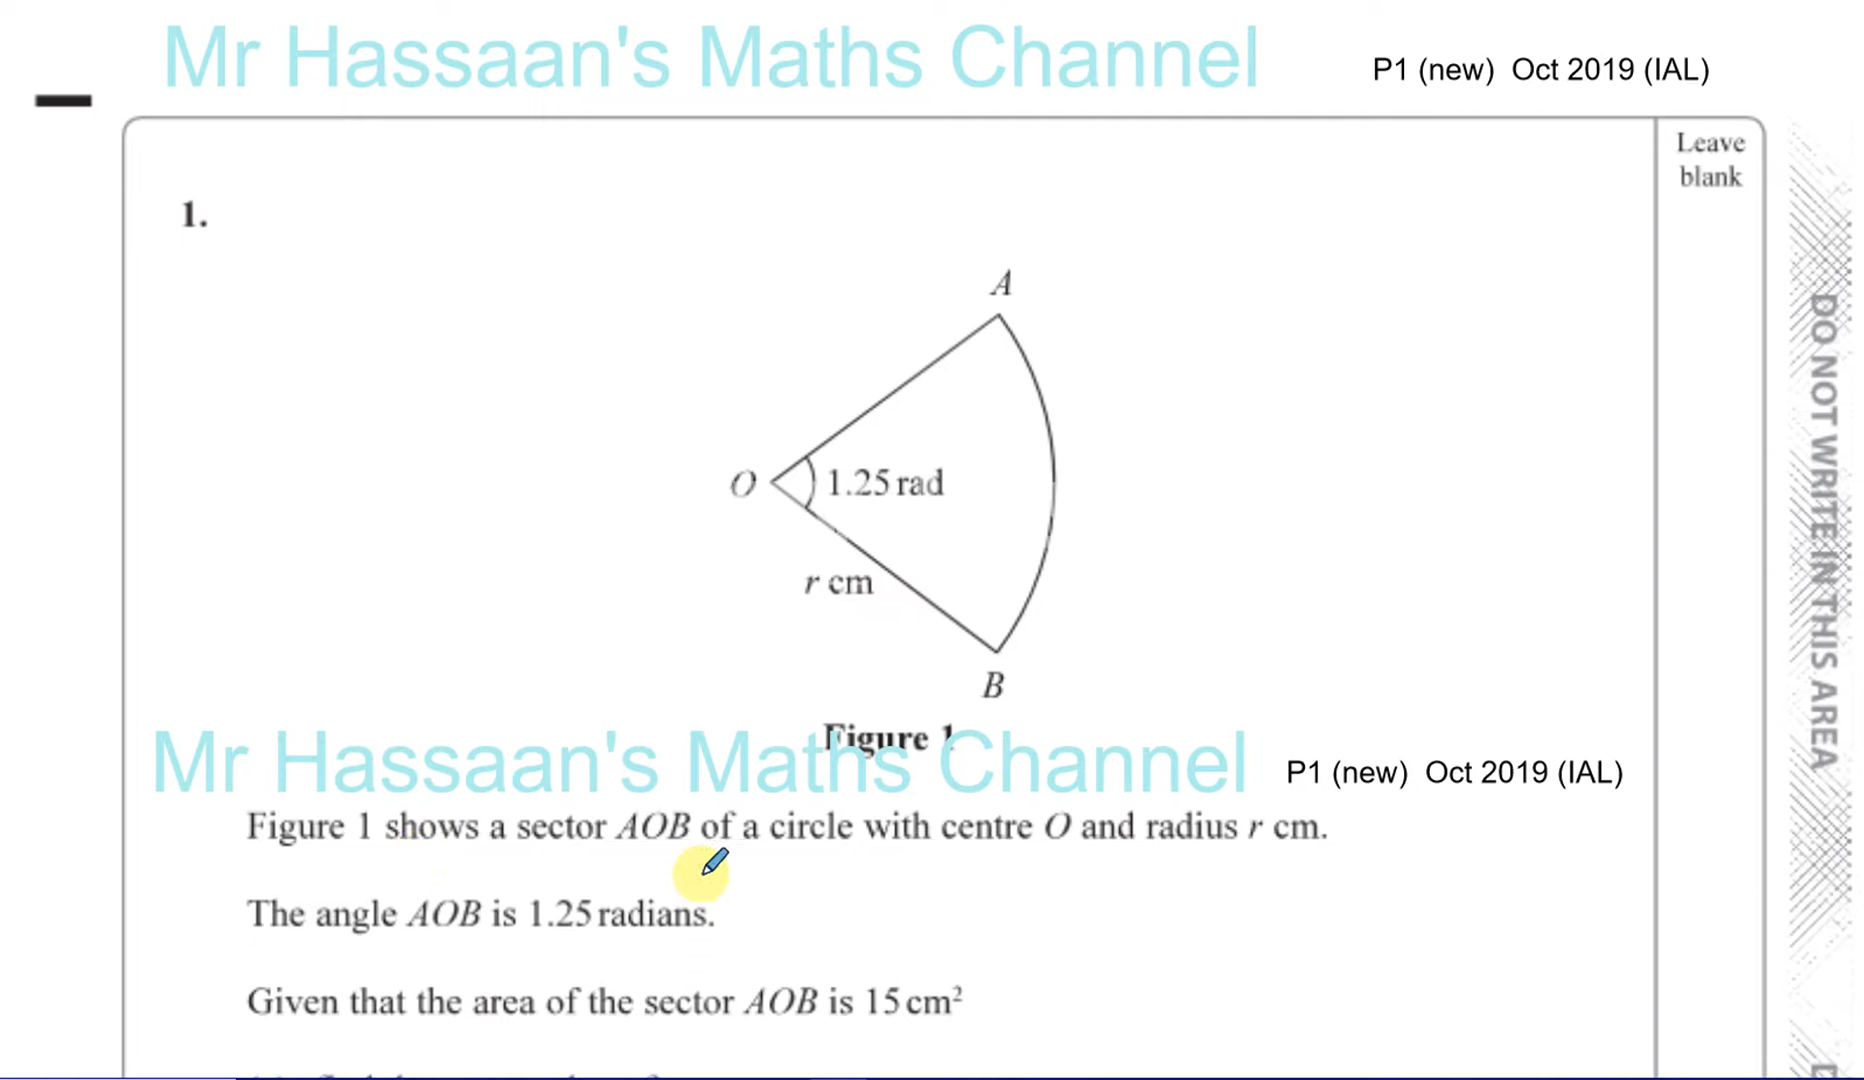 Mr Hassaan's Maths Channel
P1 (new) Oct 2019 (IAL)
Leave
blank
1.
A
O
1.25 rad
r cm
B
Figure 1
Mr Hassaan's Maths Channel
P1 (new) Oct 2019 (IAL)
Figure 1 shows a sector AOB of a circle with centre O and radius r cm.
The angle AOB is 1.25 radians.
Given that the area of the sector AOB is 15 cm²
DO NOT WRITE IN THIS AREA